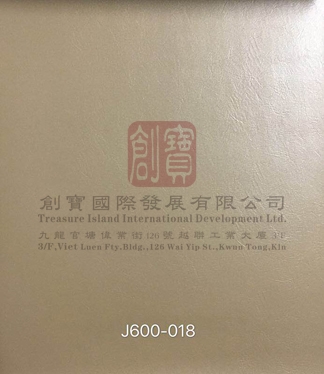 創寶
創寶國際發展有限公司
Treasure Island International Development Ltd.
九龍官塘偉業街126號越聯工業大廈3/F
3/F,Viet Luen Fty,Bldg.,126 Wai Yip St.,Kwun Tong,Kln
J600-018